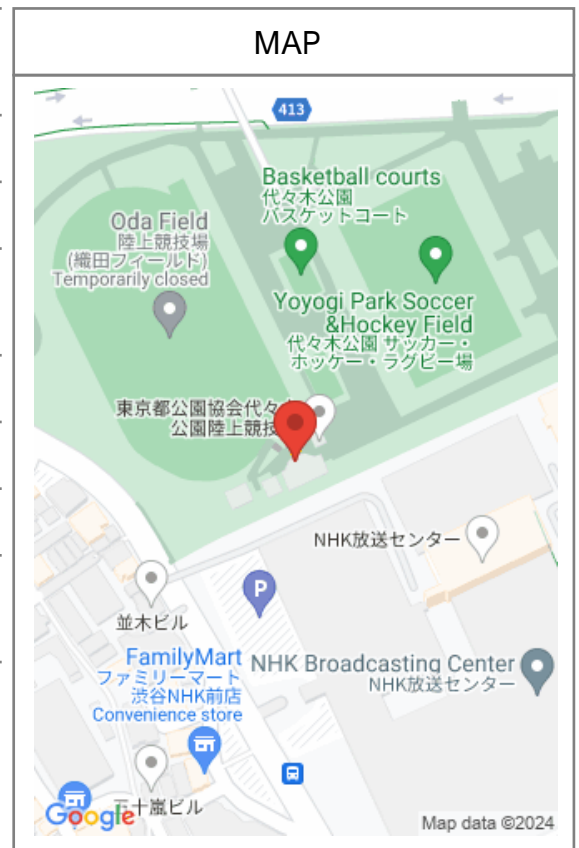 MAP
413
Basketball courts
代々木公園
バスケットコート
Oda Field
陸上競技場
(織田フィールド)
Temporarily closed
Yoyogi Park Soccer
&Hockey Field
代々木公園 サッカー・
ホッケー・ラグビー場
東京都公園協会代々
公園陸上競技
NHK放送センター
P
並木ビル
FamilyMart
ファミリーマート
渋谷NHK前店
Convenience store
NHK Broadcasting Center
NHK放送センター
十嵐ビル
Google
Map data ©2024